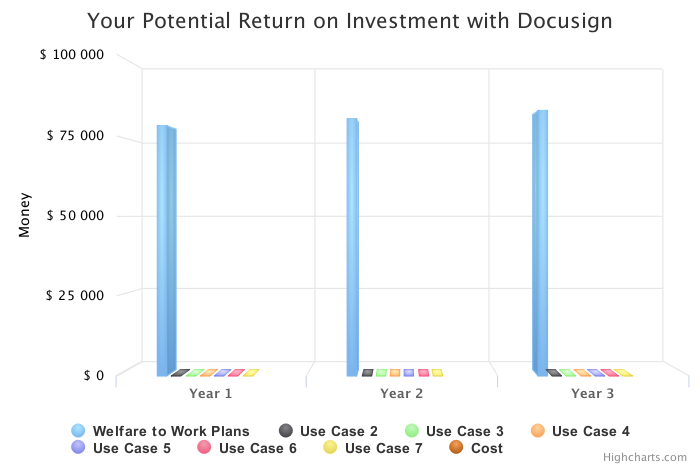 Your Potential Return on Investment with Docusign
$ 100 000
$ 75 000
$ 50 000
$ 25 000
$ 0
Money
Year 1
Year 2
Year 3
Welfare to Work Plans
Use Case 2
Use Case 3
Use Case 4
Use Case 5
Use Case 6
Use Case 7
Cost
Highcharts.com